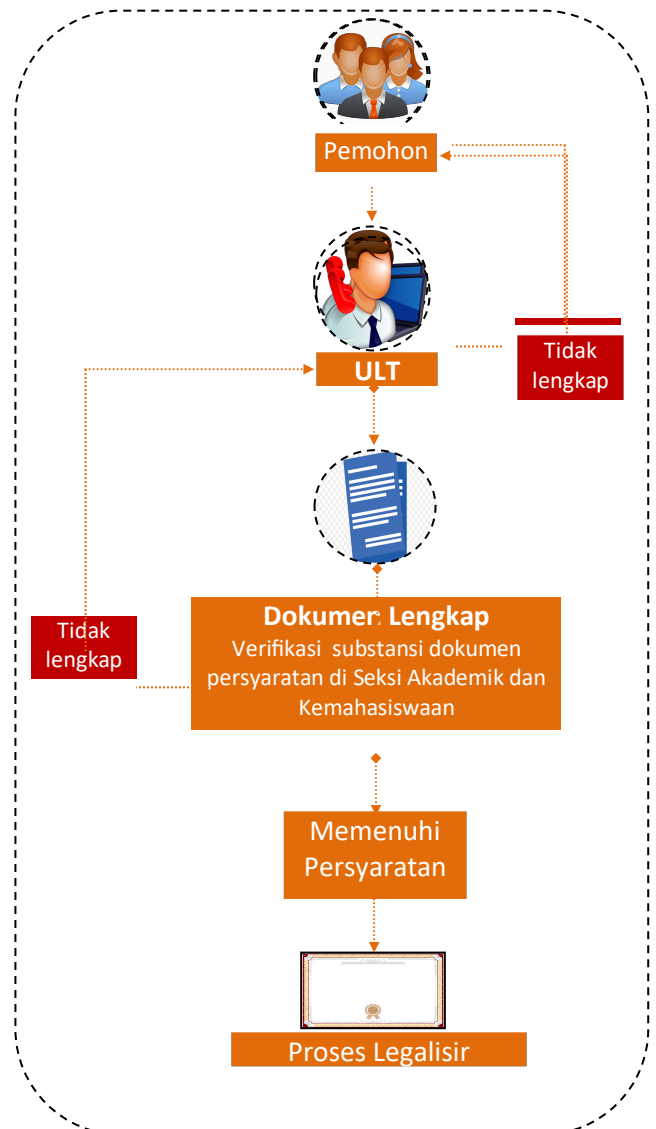 Pemohon
Tidak
lengkap
ULT
Dokumen Lengkap
Verifikasi substansi dokumen
persyaratan di Seksi Akademik dan
Kemahasiswaan
Tidak
lengkap
Memenuhi
Persyaratan
Proses Legalisir